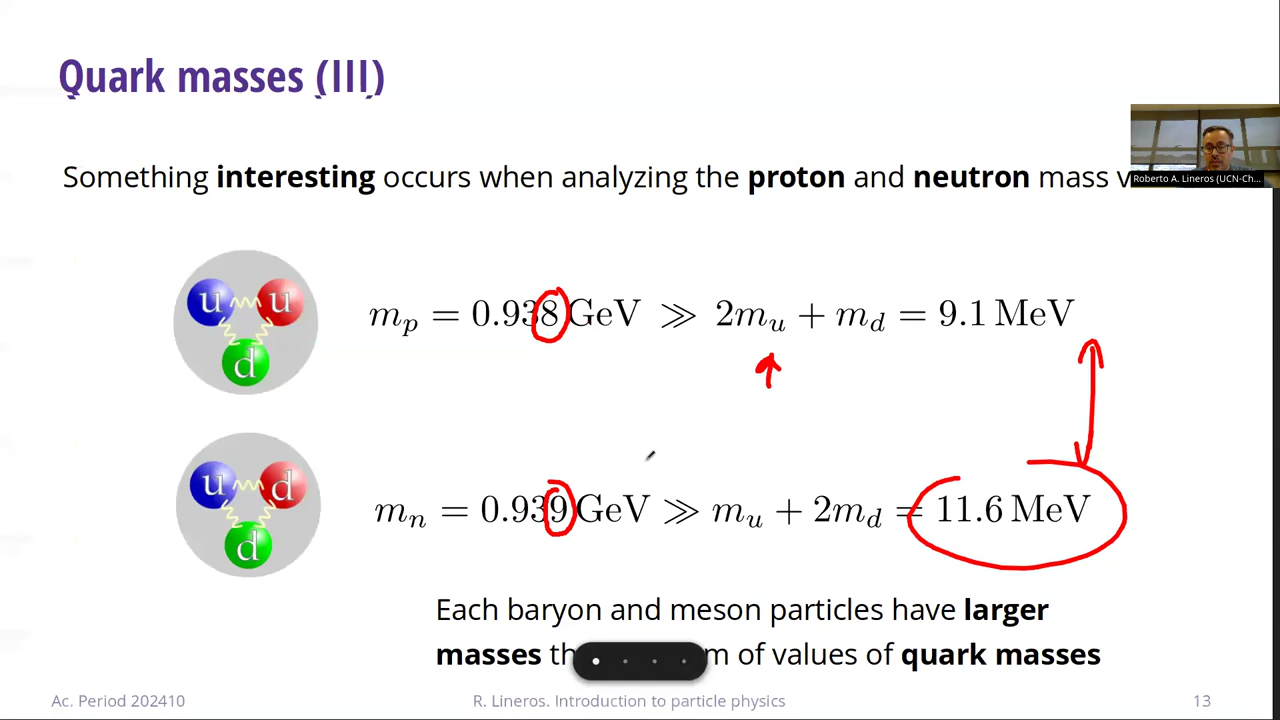 Quark masses (III)
Something interesting occurs when analyzing the proton and neutron mass v
Roberto A. Lineros (UCN-Ch...
u u
d
m_p = 0.938 GeV ≫ 2m_u + m_d = 9.1 MeV
u d
d
m_n = 0.939 GeV ≫ m_u + 2m_d = 11.6 MeV
Each baryon and meson particles have larger
masses th m of values of quark masses
Ac. Period 202410
R. Lineros. Introduction to particle physics
13